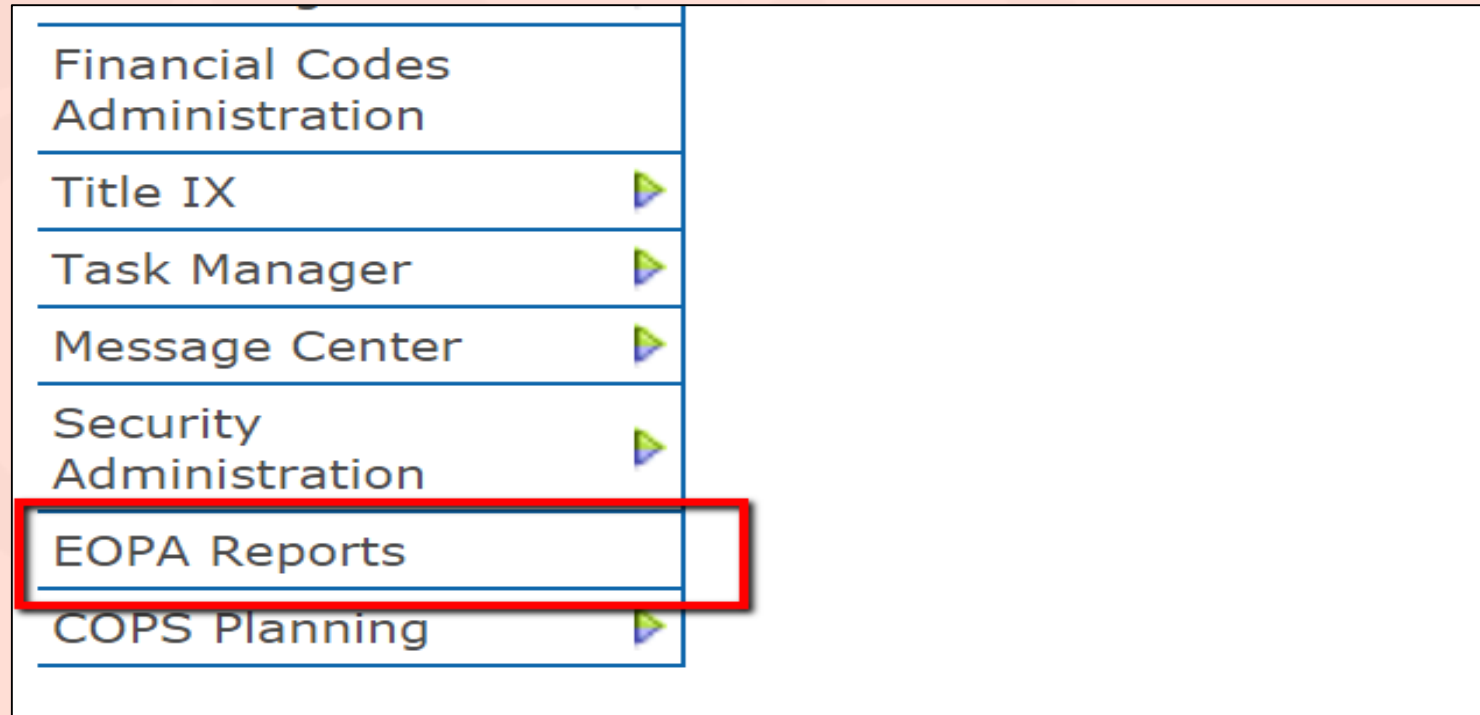 Financial Codes
Administration
Title IX
Task Manager
Message Center
Security
Administration
EOPA Reports
COPS Planning